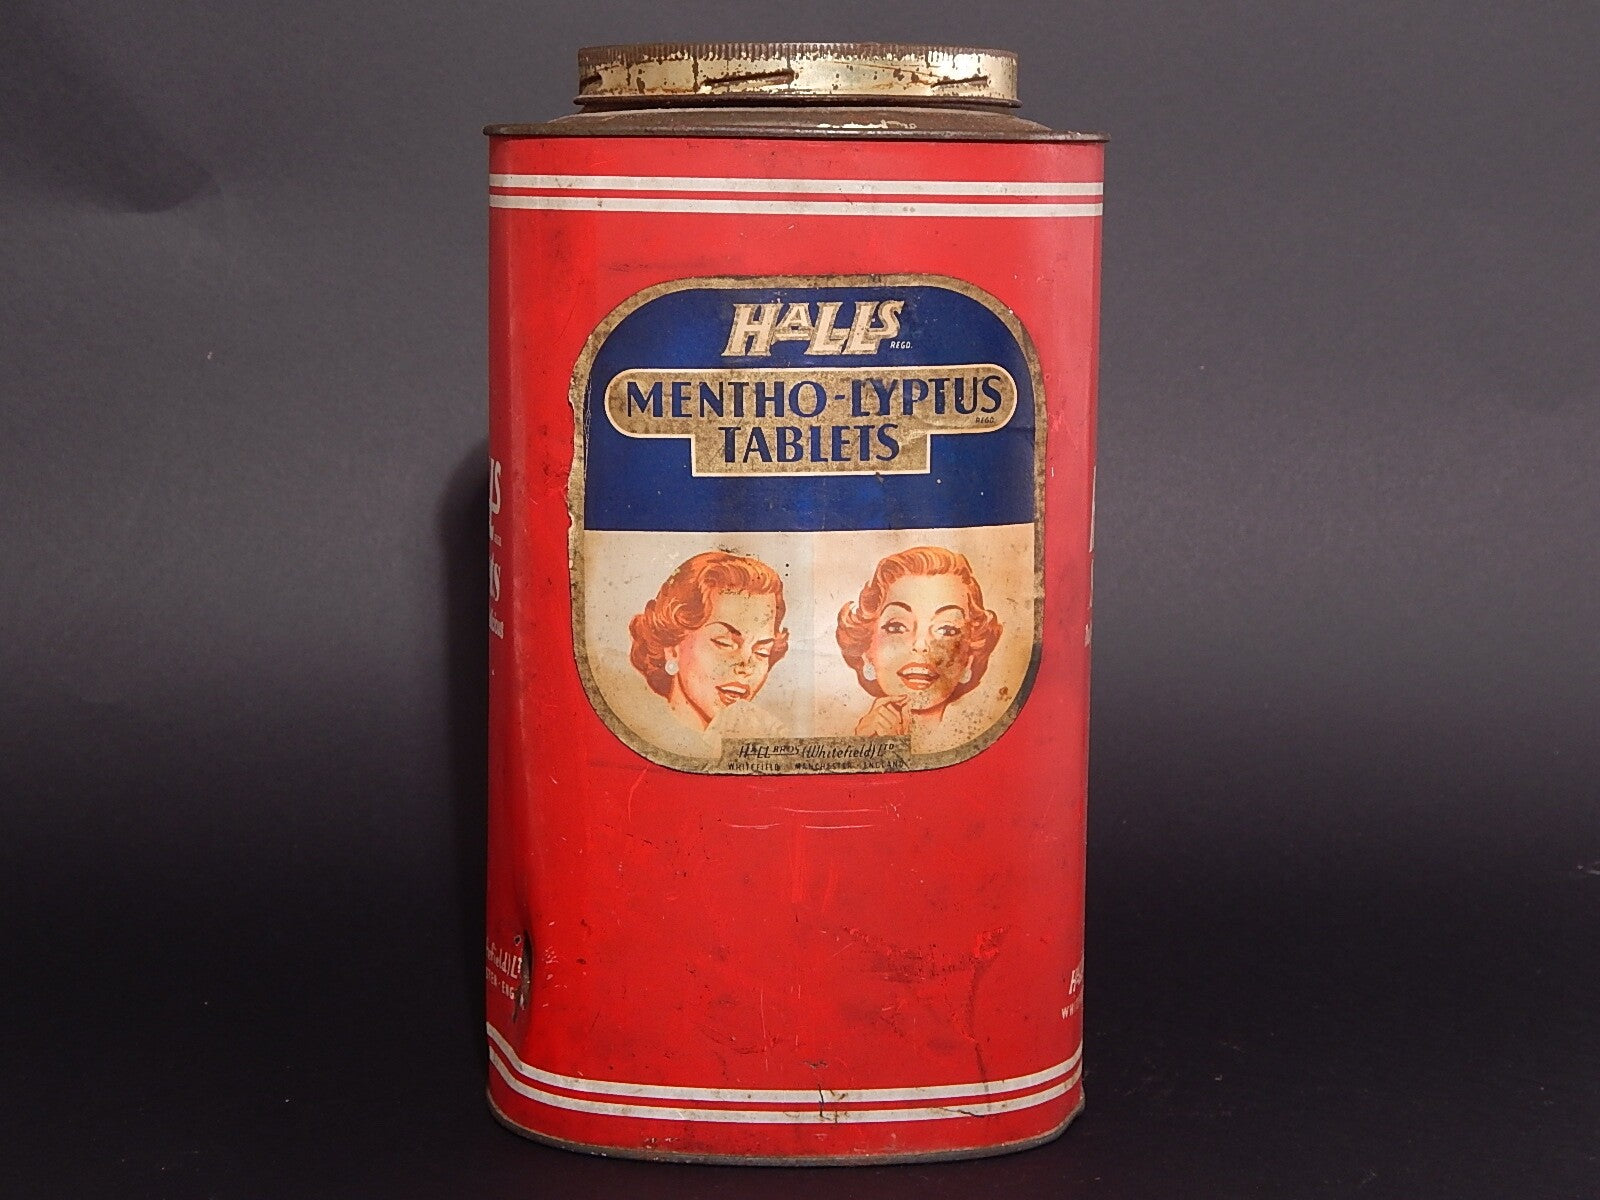 HALLS
REGD.
MENTHO-LYPTUS
REGD.
TABLETS
HALL BROS (Whitefield) LTD
WHITEFIELD MANCHESTER ENGLAND